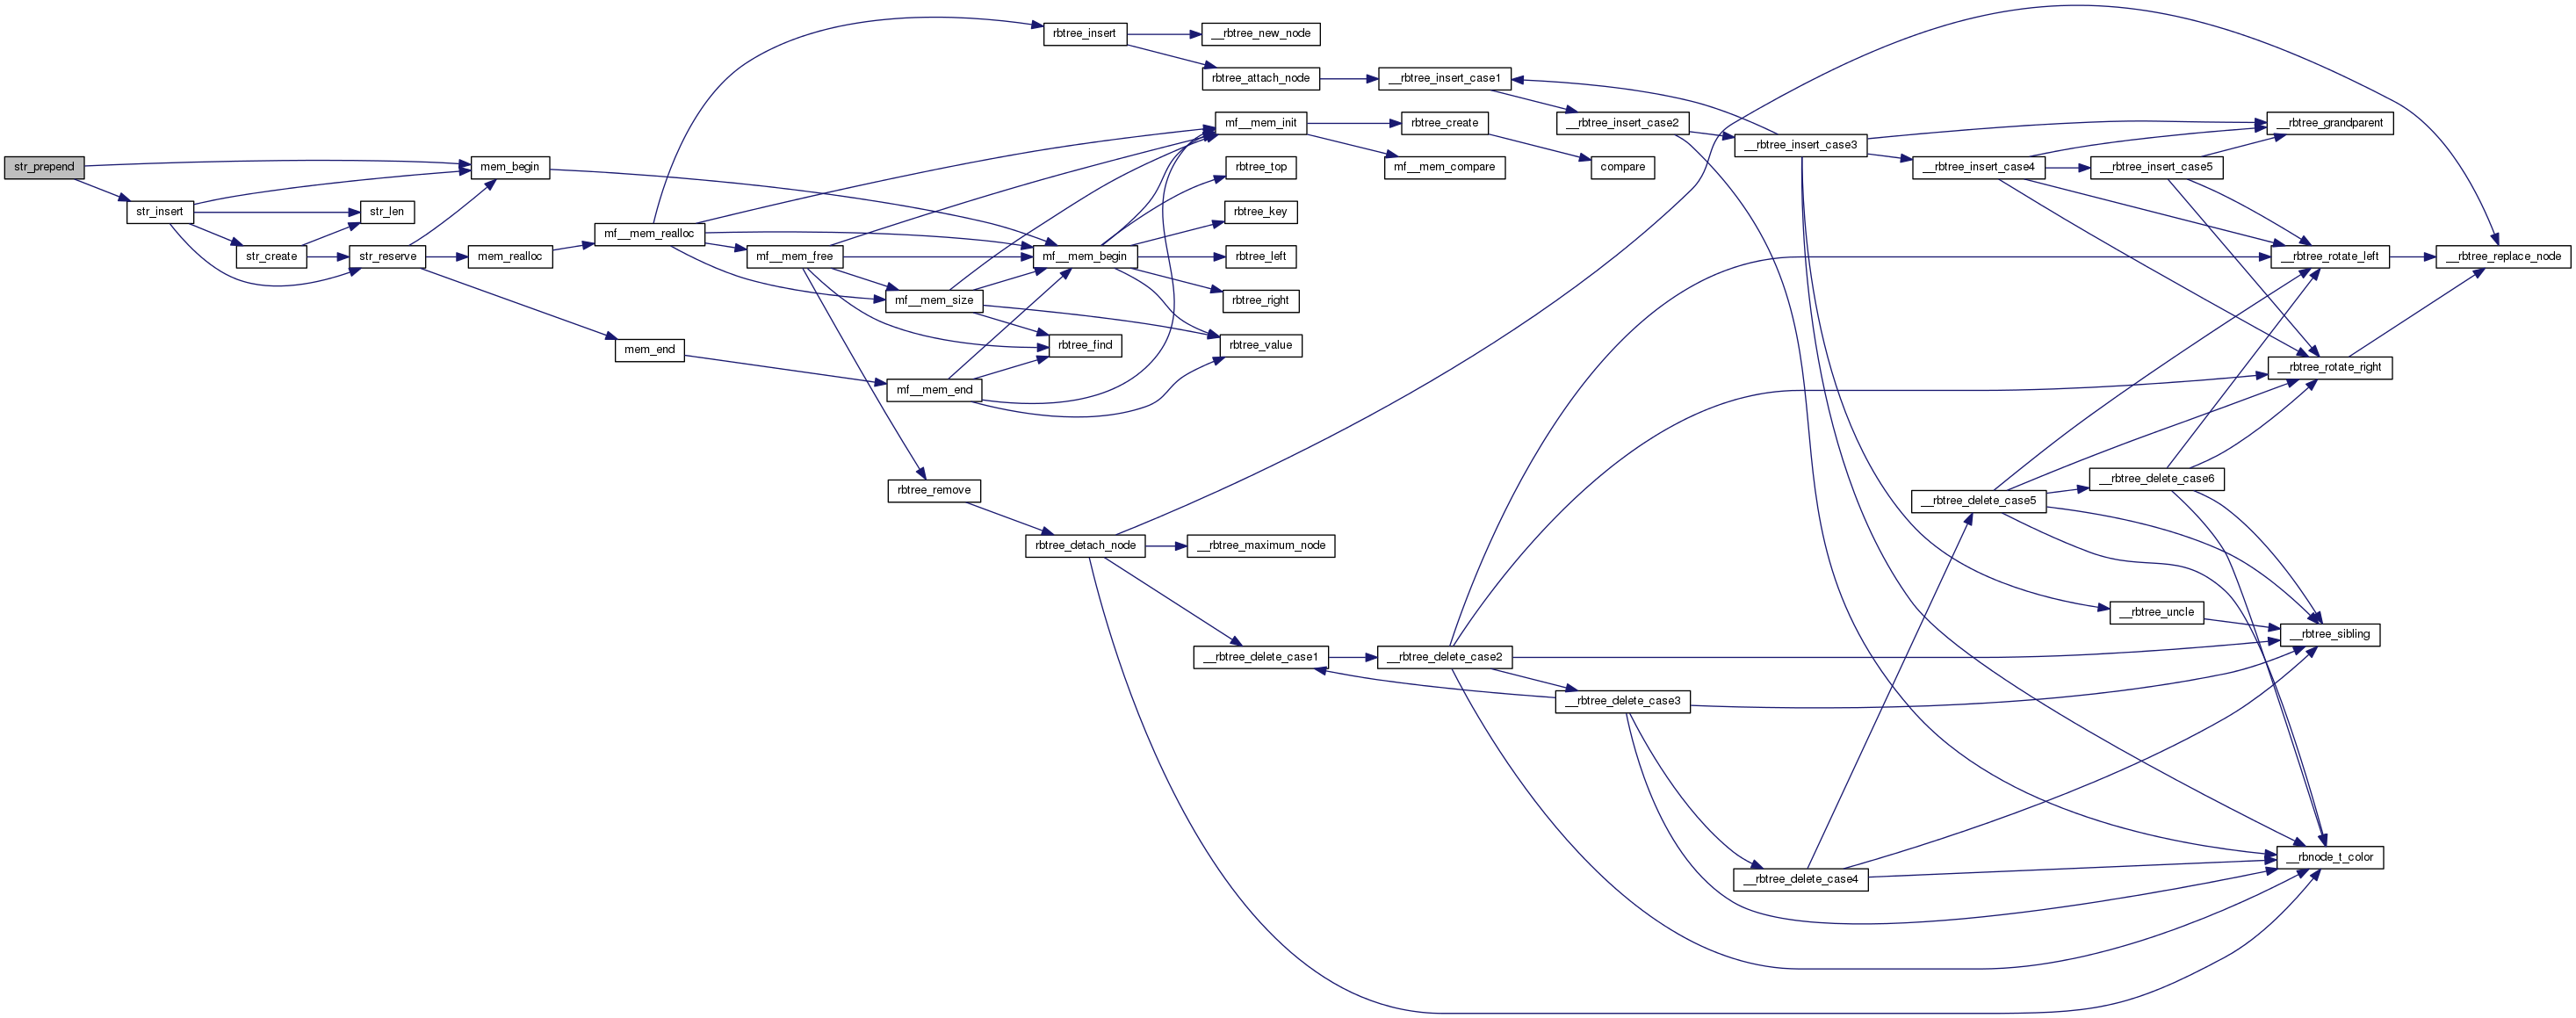 str_prepend
str_insert
str_create
str_len
str_reserve
mem_begin
mem_realloc
mem_end
mf__mem_realloc
mf__mem_free
mf__mem_size
mf__mem_end
rbtree_remove
rbtree_insert
mf__mem_begin
rbtree_find
rbtree_detach_node
__rbtree_new_node
rbtree_attach_node
mf__mem_init
rbtree_top
rbtree_key
rbtree_left
rbtree_right
rbtree_value
__rbtree_maximum_node
__rbtree_delete_case1
__rbtree_insert_case1
rbtree_create
mf__mem_compare
__rbtree_delete_case2
__rbtree_insert_case2
compare
__rbtree_delete_case3
__rbtree_insert_case3
__rbtree_delete_case4
__rbtree_insert_case4
__rbtree_delete_case5
__rbtree_insert_case5
__rbtree_delete_case6
__rbtree_uncle
__rbtree_grandparent
__rbtree_rotate_left
__rbtree_rotate_right
__rbtree_sibling
__rbnode_t_color
__rbtree_replace_node